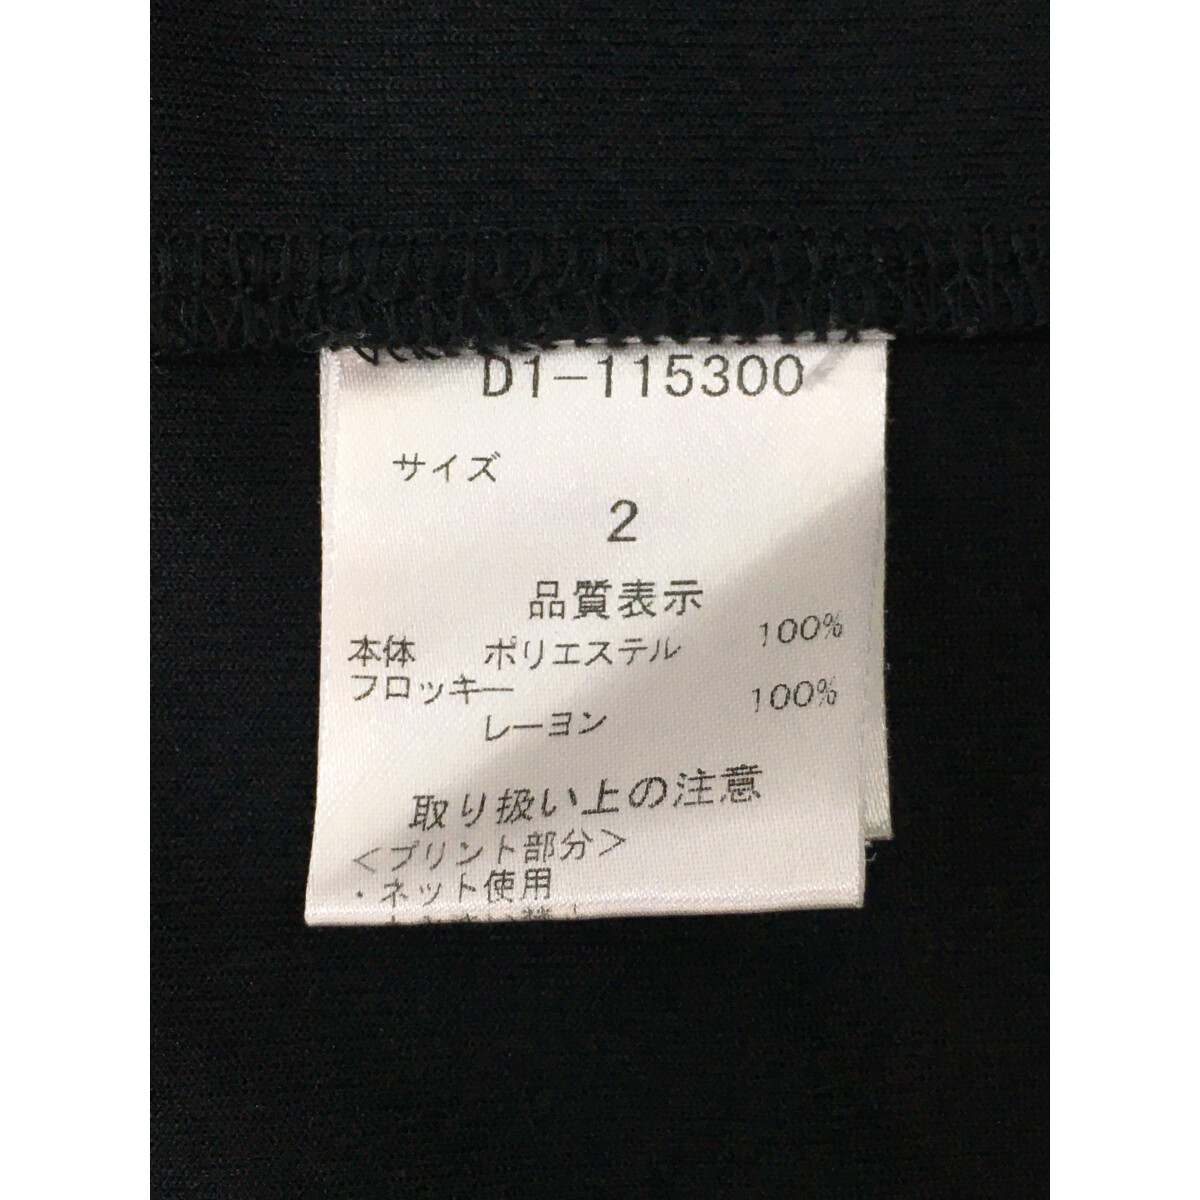 D1-115300
サイズ
2
品質表示
本体 ポリエステル 100%
フロッキー
レーヨン 100%
取り扱い上の注意
<プリント部分>
・ネット使用